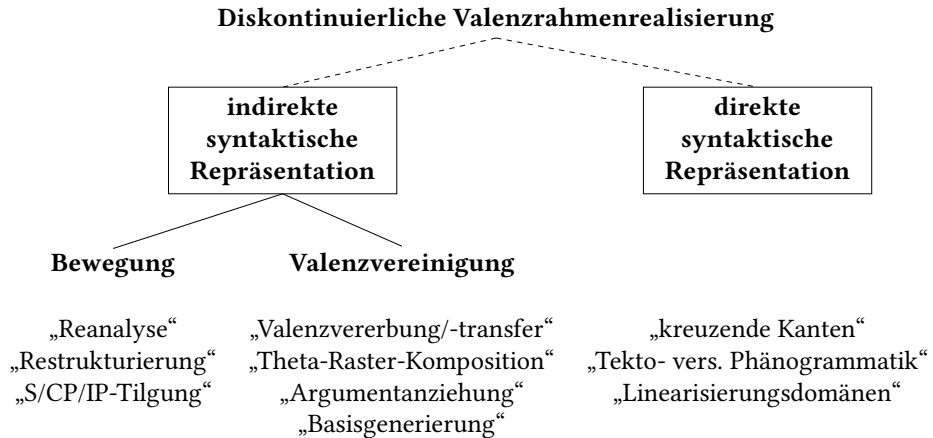 Diskontinuierliche Valenzrahmenrealisierung
indirekte
syntaktische
Repräsentation
direkte
syntaktische
Repräsentation
Bewegung
Valenzvereinigung
„Reanalyse“
„Restrukturierung“
„S/CP/IP-Tilgung“
„Valenzvererbung/-transfer“
„Theta-Raster-Komposition“
„Argumentanziehung“
„Basisgenerierung“
„kreuzende Kanten“
„Tekto- vers. Phänogrammatik“
„Linearisierungsdomänen“